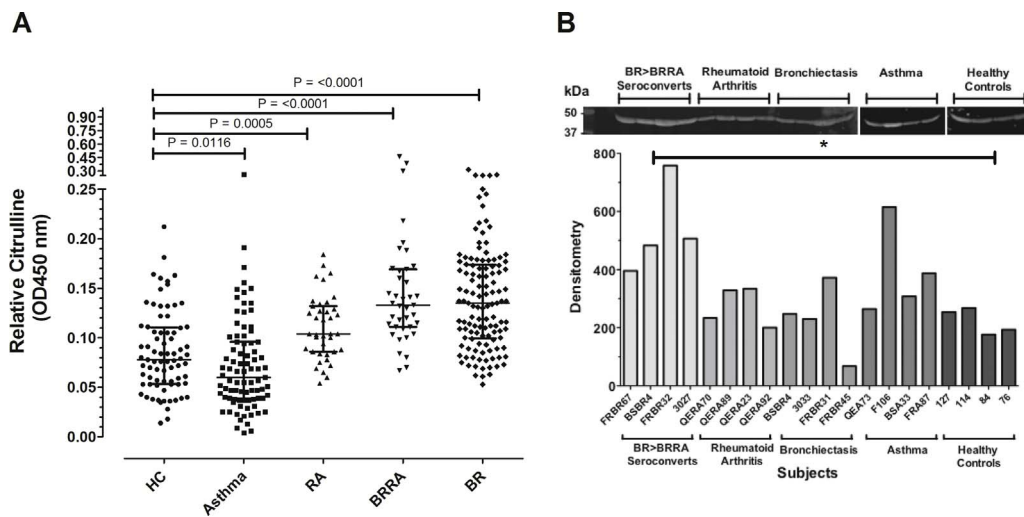 A
P = <0.0001
P = <0.0001
P = 0.0005
P = 0.0116
0.90
0.75
0.60
0.45
0.30
0.25
0.20
0.15
0.10
0.05
0.00
Relative Citrulline
(OD450 nm)
HC
Asthma
RA
BRRA
BR
B
BR>BRRA
Seroconverts
Rheumatoid
Arthritis
Bronchiectasis
Asthma
Healthy
Controls
kDa
50
37
*
800
600
400
200
0
Densitometry
FRBR67
BSBR4
FRBR32
3027
QERA70
QERA89
QERA23
QERA92
BSBR4
3033
FRBR31
FRBR45
QEA73
F106
BSA33
FRA87
127
114
84
76
BR>BRRA
Seroconverts
Rheumatoid
Arthritis
Bronchiectasis
Asthma
Healthy
Controls
Subjects